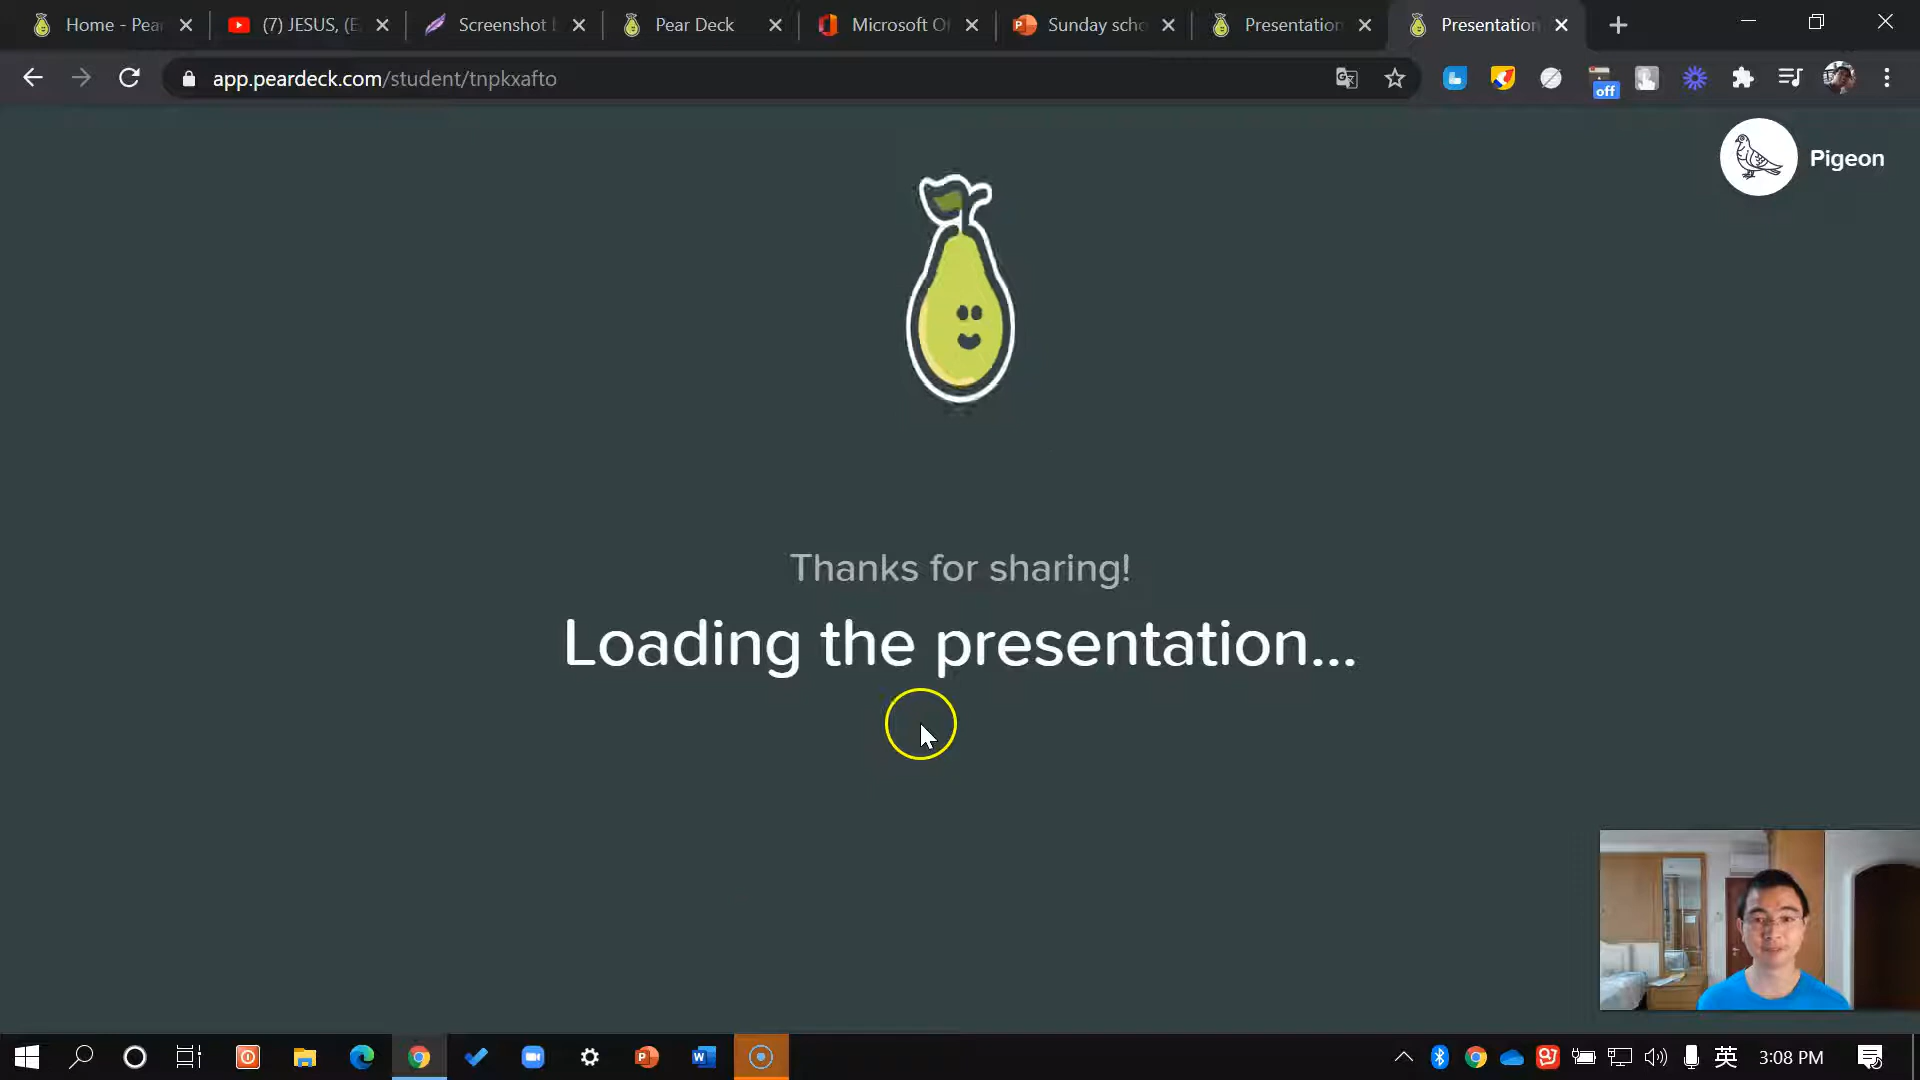 Home - Pear
(7) JESUS, (E
Screenshot
Pear Deck
Microsoft Of
Sunday scho
Presentation
Presentation
app.peardeck.com/student/tnpkxafto
off
Pigeon
Thanks for sharing!
Loading the presentation...
英
3:08 PM